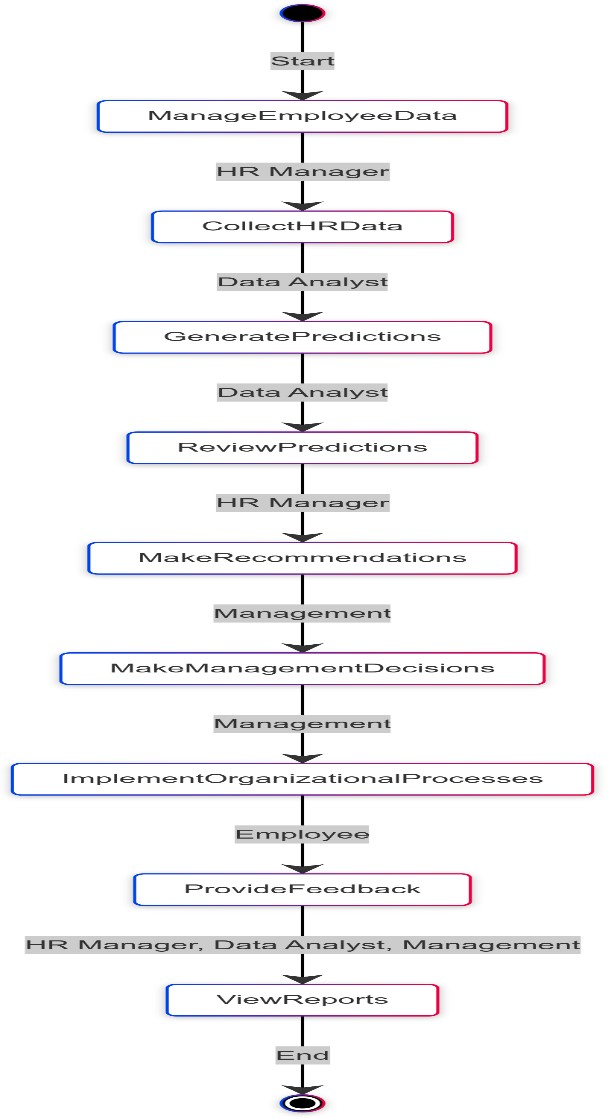 Start
ManageEmployeeData
HR Manager
CollectHRData
Data Analyst
GeneratePredictions
Data Analyst
ReviewPredictions
HR Manager
MakeRecommendations
Management
MakeManagementDecisions
Management
ImplementOrganizationalProcesses
Employee
ProvideFeedback
HR Manager, Data Analyst, Management
ViewReports
End